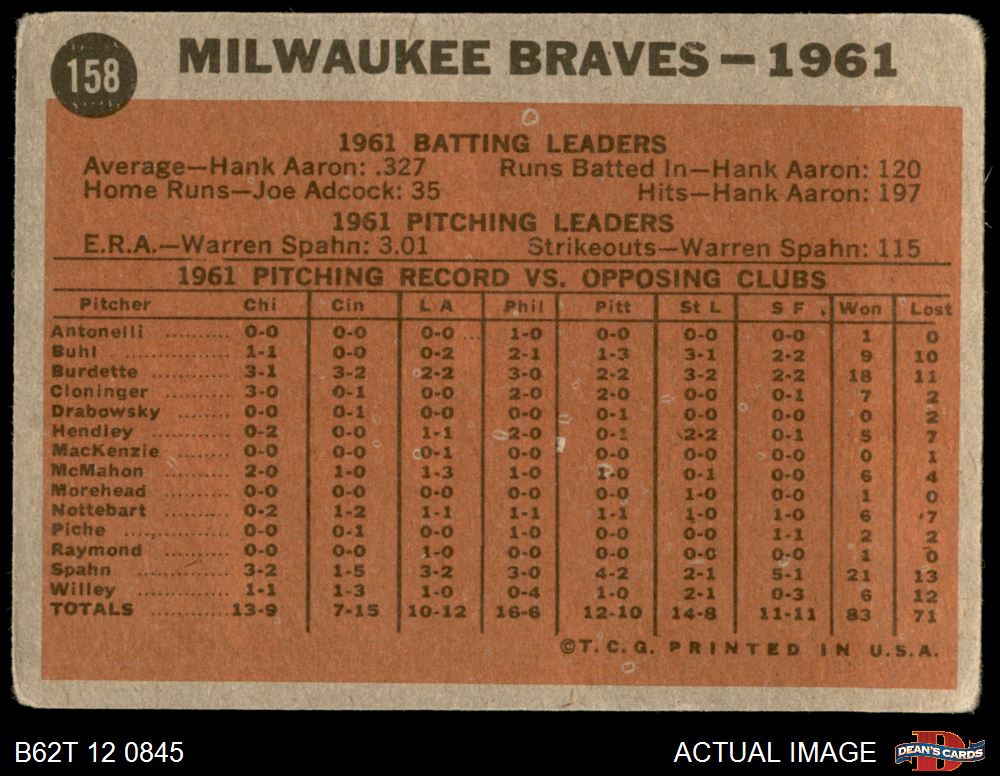 158
MILWAUKEE BRAVES — 1961
1961 BATTING LEADERS
Average—Hank Aaron: .327 Runs Batted In—Hank Aaron: 120
Home Runs—Joe Adcock: 35 Hits—Hank Aaron: 197
1961 PITCHING LEADERS
E.R.A.—Warren Spahn: 3.01 Strikeouts—Warren Spahn: 115
1961 PITCHING RECORD VS. OPPOSING CLUBS
Pitcher Chi Cin L A Phil Pitt St L S F Won Lost
Antonelli 0-0 0-0 0-0 1-0 0-0 0-0 0-0 1 0
Buhl 1-1 0-0 0-2 2-1 1-3 3-1 2-2 9 10
Burdette 3-1 3-2 2-2 3-0 2-2 3-2 2-2 18 11
Cloninger 3-0 0-1 0-0 2-0 2-0 0-0 0-1 7 2
Drabowsky 0-0 0-1 0-0 0-0 0-1 0-0 0-0 0 2
Hendley 0-2 0-0 1-1 2-0 0-1 2-2 0-1 5 7
MacKenzie 0-0 0-0 0-1 0-0 0-0 0-0 0-0 0 1
McMahon 2-0 1-0 1-3 1-0 1-0 0-1 0-0 6 4
Morehead 0-0 0-0 0-0 0-0 0-0 1-0 0-0 1 0
Nottebart 0-2 1-2 1-1 1-1 1-1 1-0 1-0 6 7
Piche 0-0 0-1 0-0 1-0 0-0 0-0 1-1 2 2
Raymond 0-0 0-0 1-0 0-0 0-0 0-0 0-0 1 0
Spahn 3-2 1-5 3-2 3-0 4-2 2-1 5-1 21 13
Willey 1-1 1-3 1-0 0-4 1-0 2-1 0-3 6 12
TOTALS 13-9 7-15 10-12 16-6 12-10 14-8 11-11 83 71
©T.C.G. PRINTED IN U.S.A.
B62T 12 0845 ACTUAL IMAGE
D
DEAN'S CARDS